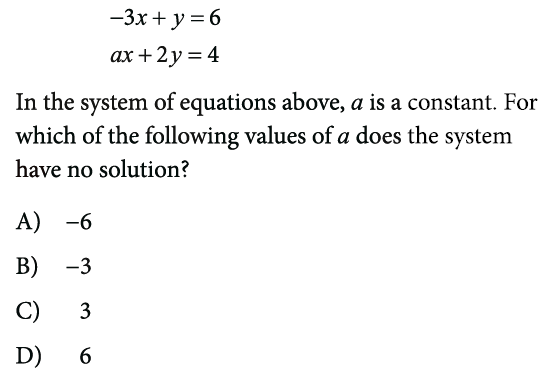 −3x + y = 6
ax + 2y = 4
In the system of equations above, a is a constant. For
which of the following values of a does the system
have no solution?
A) −6
B) −3
C) 3
D) 6